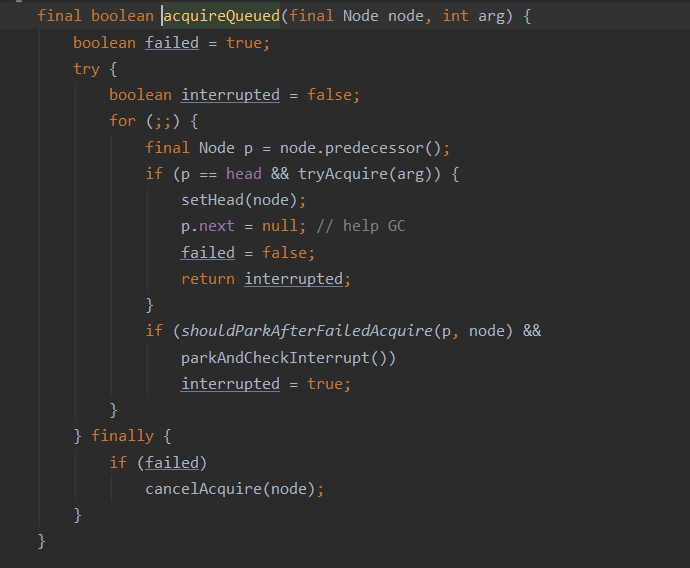 final boolean acquireQueued(final Node node, int arg) {
boolean failed = true;
try {
boolean interrupted = false;
for (;;) {
final Node p = node.predecessor();
if (p == head && tryAcquire(arg)) {
setHead(node);
p.next = null; // help GC
failed = false;
return interrupted;
}
if (shouldParkAfterFailedAcquire(p, node) &&
parkAndCheckInterrupt())
interrupted = true;
}
} finally {
if (failed)
cancelAcquire(node);
}
}